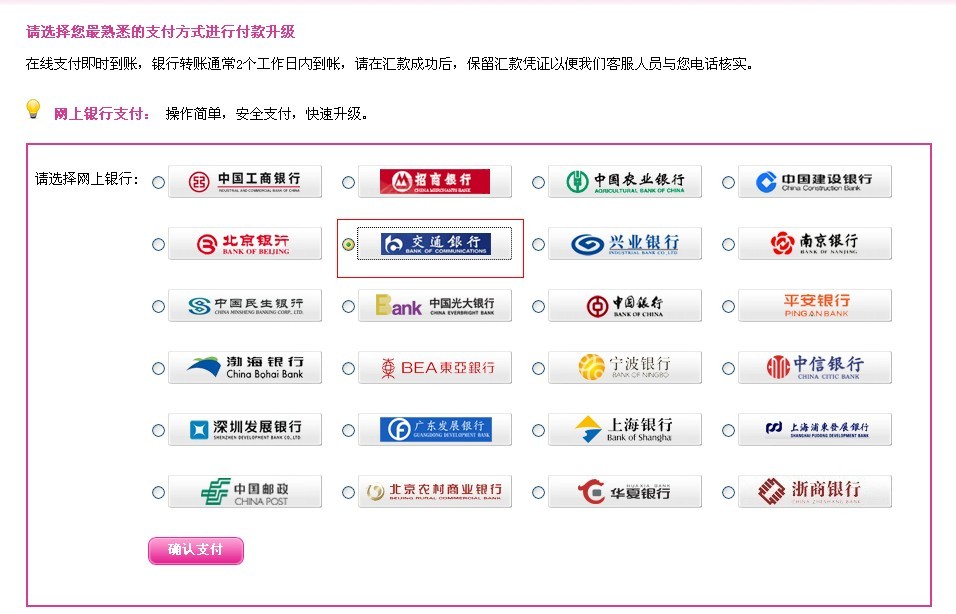 请选择您最熟悉的支付方式进行付款升级
在线支付即时到账，银行转账通常2个工作日内到帐，请在汇款成功后，保留汇款凭证以便我们客服人员与您电话核实。
网上银行支付： 操作简单，安全支付，快速升级。
请选择网上银行：
中国工商银行
INDUSTRIAL AND COMMERCIAL BANK OF CHINA
招商银行
CHINA MERCHANTS BANK
中国农业银行
AGRICULTURAL BANK OF CHINA
中国建设银行
China Construction Bank
北京银行
BANK OF BEIJING
交通銀行
BANK OF COMMUNICATIONS
兴业银行
INDUSTRIAL BANK CO.,LTD.
南京银行
BANK OF NANJING
中国民生银行
CHINA MINSHENG BANKING CORP., LTD.
Bank 中国光大银行
CHINA EVERBRIGHT BANK
中国银行
BANK OF CHINA
平安银行
PING AN BANK
渤海银行
China Bohai Bank
BEA東亞銀行
宁波银行
BANK OF NINGBO
中信银行
CHINA CITIC BANK
深圳发展银行
SHENZHEN DEVELOPMENT BANK CO.,LTD.
广东发展银行
GUANGDONG DEVELOPMENT BANK
上海银行
Bank of Shangha
上海浦東發展銀行
SHANGHAI PUDONG DEVELOPMENT BANK
中国邮政
CHINA POST
北京农村商业银行
BEIJING RURAL COMMERCIAL BANK
HUA XIA BANK
华夏银行
浙商银行
CHINA ZHESHANG BANK
确认支付